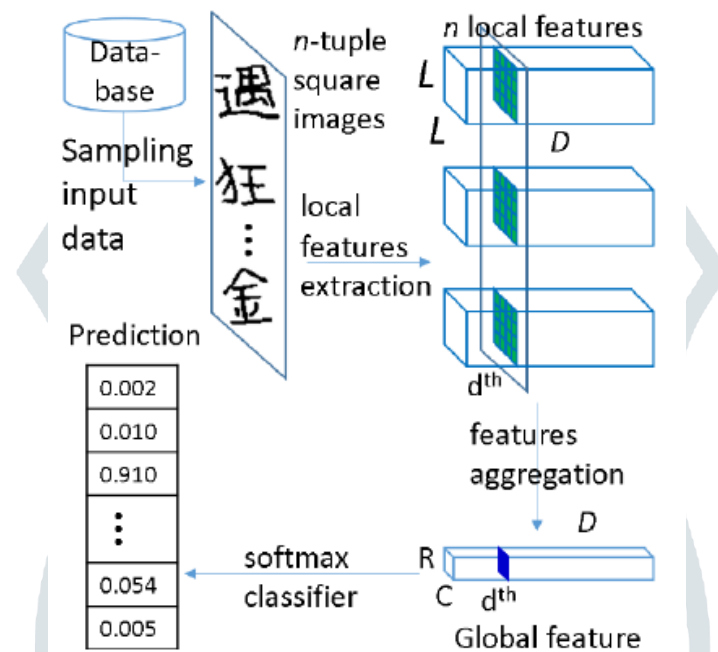 Data-
base
Sampling
input
data
遇
狂
⋮
金
n-tuple
square
images
local
features
extraction
n local features
L
L
D
dth
features
aggregation
D
R
C
dth
Global feature
softmax
classifier
Prediction
0.002
0.010
0.910
⋮
0.054
0.005